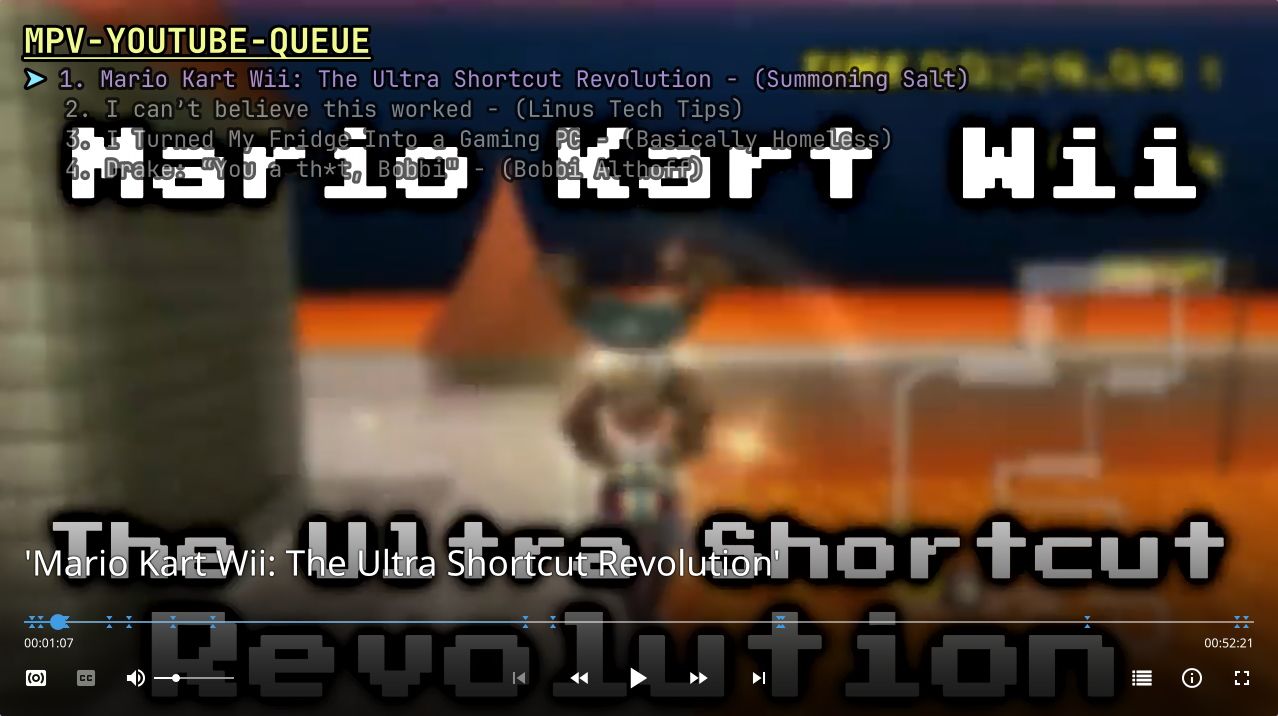 MPV-YOUTUBE-QUEUE
1. Mario Kart Wii: The Ultra Shortcut Revolution - (Summoning Salt)
2. I can’t believe this worked - (Linus Tech Tips)
3. I Turned My Fridge Into a Gaming PC - (Basically Homeless)
4. Drake: “You a th*t, Bobbi" - (Bobbi Althoff)
Mario Kart Wii
The Ultra Shortcut
'Mario Kart Wii: The Ultra Shortcut Revolution'
Revolution
00:01:07 00:52:21
CC